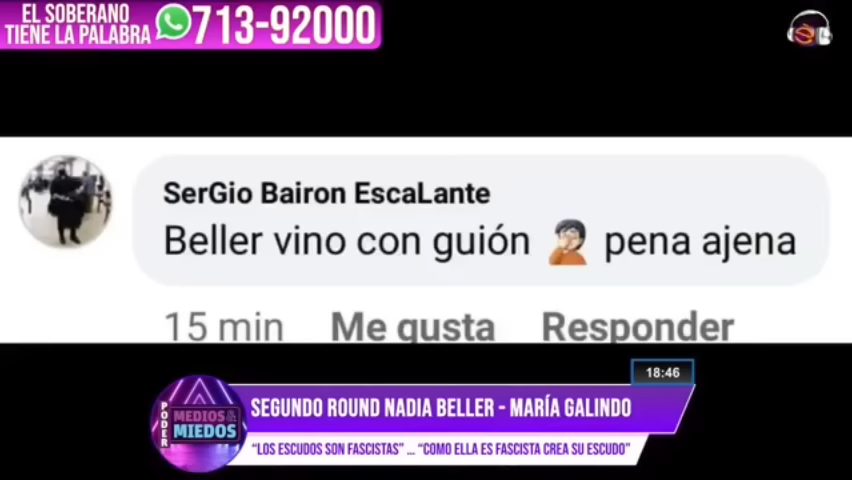 EL SOBERANO
TIENE LA PALABRA
713-92000
SerGio Bairon EscaLante
Beller vino con guión 🤦 pena ajena
15 min Me gusta Responder
18:46
PODER
MEDIOS &
MIEDOS
SEGUNDO ROUND NADIA BELLER - MARÍA GALINDO
"LOS ESCUDOS SON FASCISTAS" ... "COMO ELLA ES FASCISTA CREA SU ESCUDO"